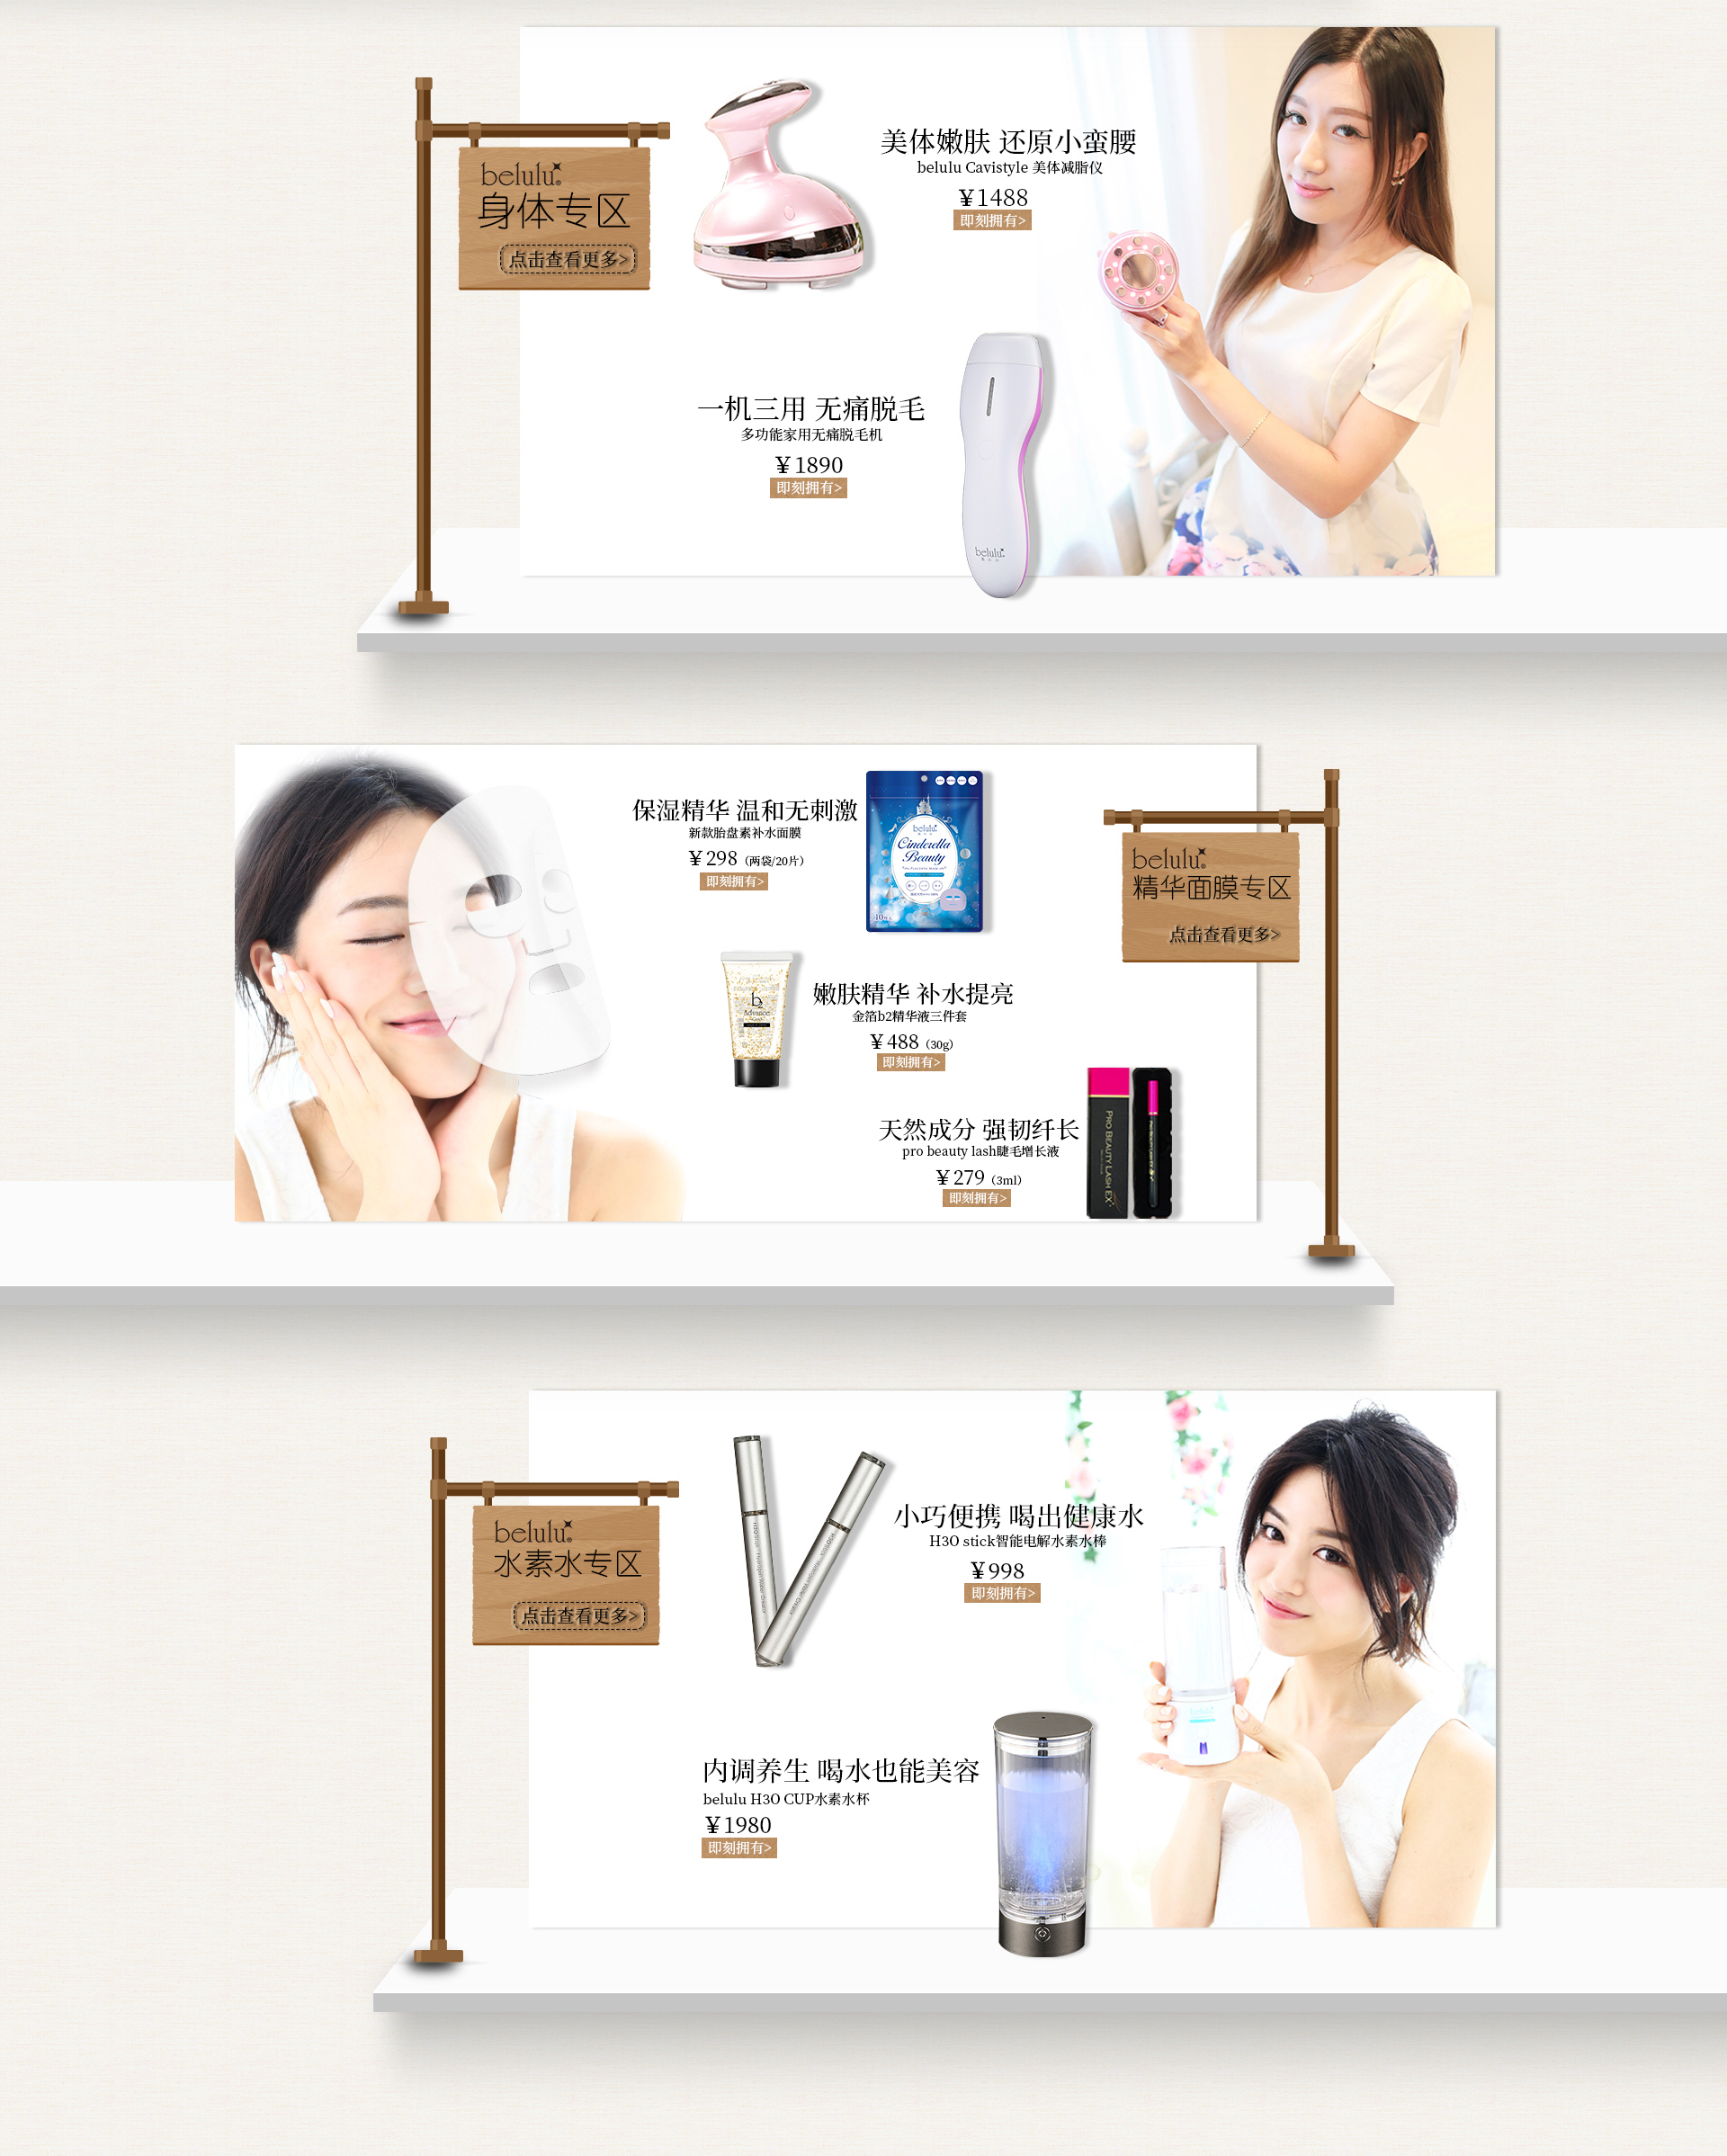 belulu
身体专区
点击查看更多>
美体嫩肤 还原小蛮腰
belulu Cavistyle 美体减脂仪
￥1488
即刻拥有>
一机三用 无痛脱毛
多功能家用无痛脱毛机
￥1890
即刻拥有>
belulu
保湿精华 温和无刺激
新款胎盘素补水面膜
￥298（两袋/20片）
即刻拥有>
belulu
Cinderella
Beauty
belulu
精华面膜专区
点击查看更多>
b2
Advance
嫩肤精华 补水提亮
金箔b2精华液三件套
￥488（30g）
即刻拥有>
天然成分 强韧纤长
pro beauty lash睫毛增长液
￥279（3ml）
即刻拥有>
PRO BEAUTY LASH EX
belulu
水素水专区
点击查看更多>
小巧便携 喝出健康水
H3O stick智能电解水素水棒
￥998
即刻拥有>
内调养生 喝水也能美容
belulu H3O CUP水素水杯
￥1980
即刻拥有>
belulu